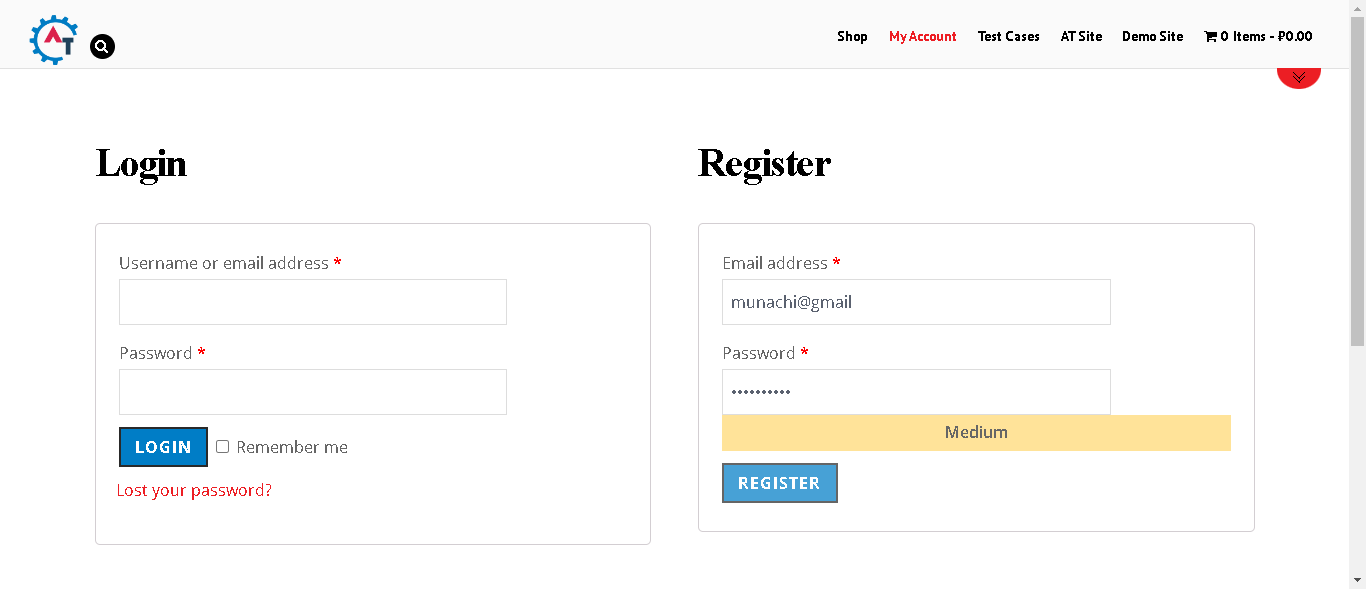 AT
Shop My Account Test Cases AT Site Demo Site 0 Items - ₽0.00
Login
Username or email address *
Password *
LOGIN Remember me
Lost your password?
Register
Email address *
munachi@gmail
Password *
••••••••••
Medium
REGISTER